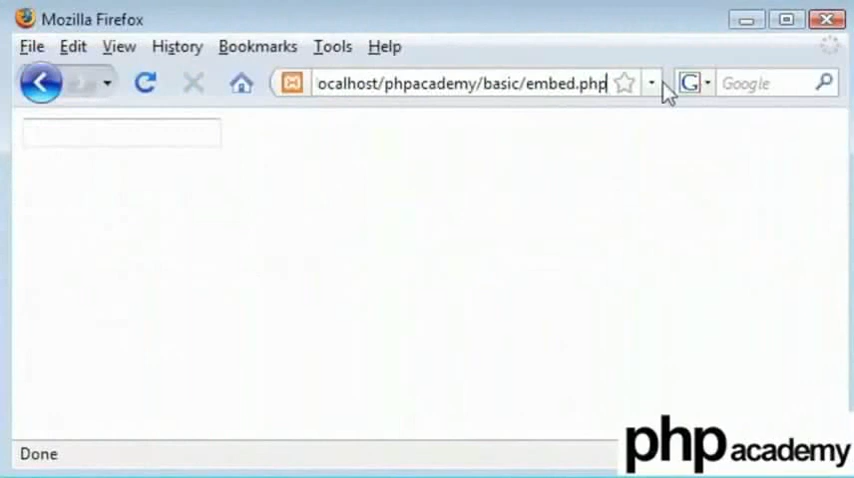 Mozilla Firefox
File Edit View History Bookmarks Tools Help
ocalhost/phpacademy/basic/embed.php G Google
Done
php academy